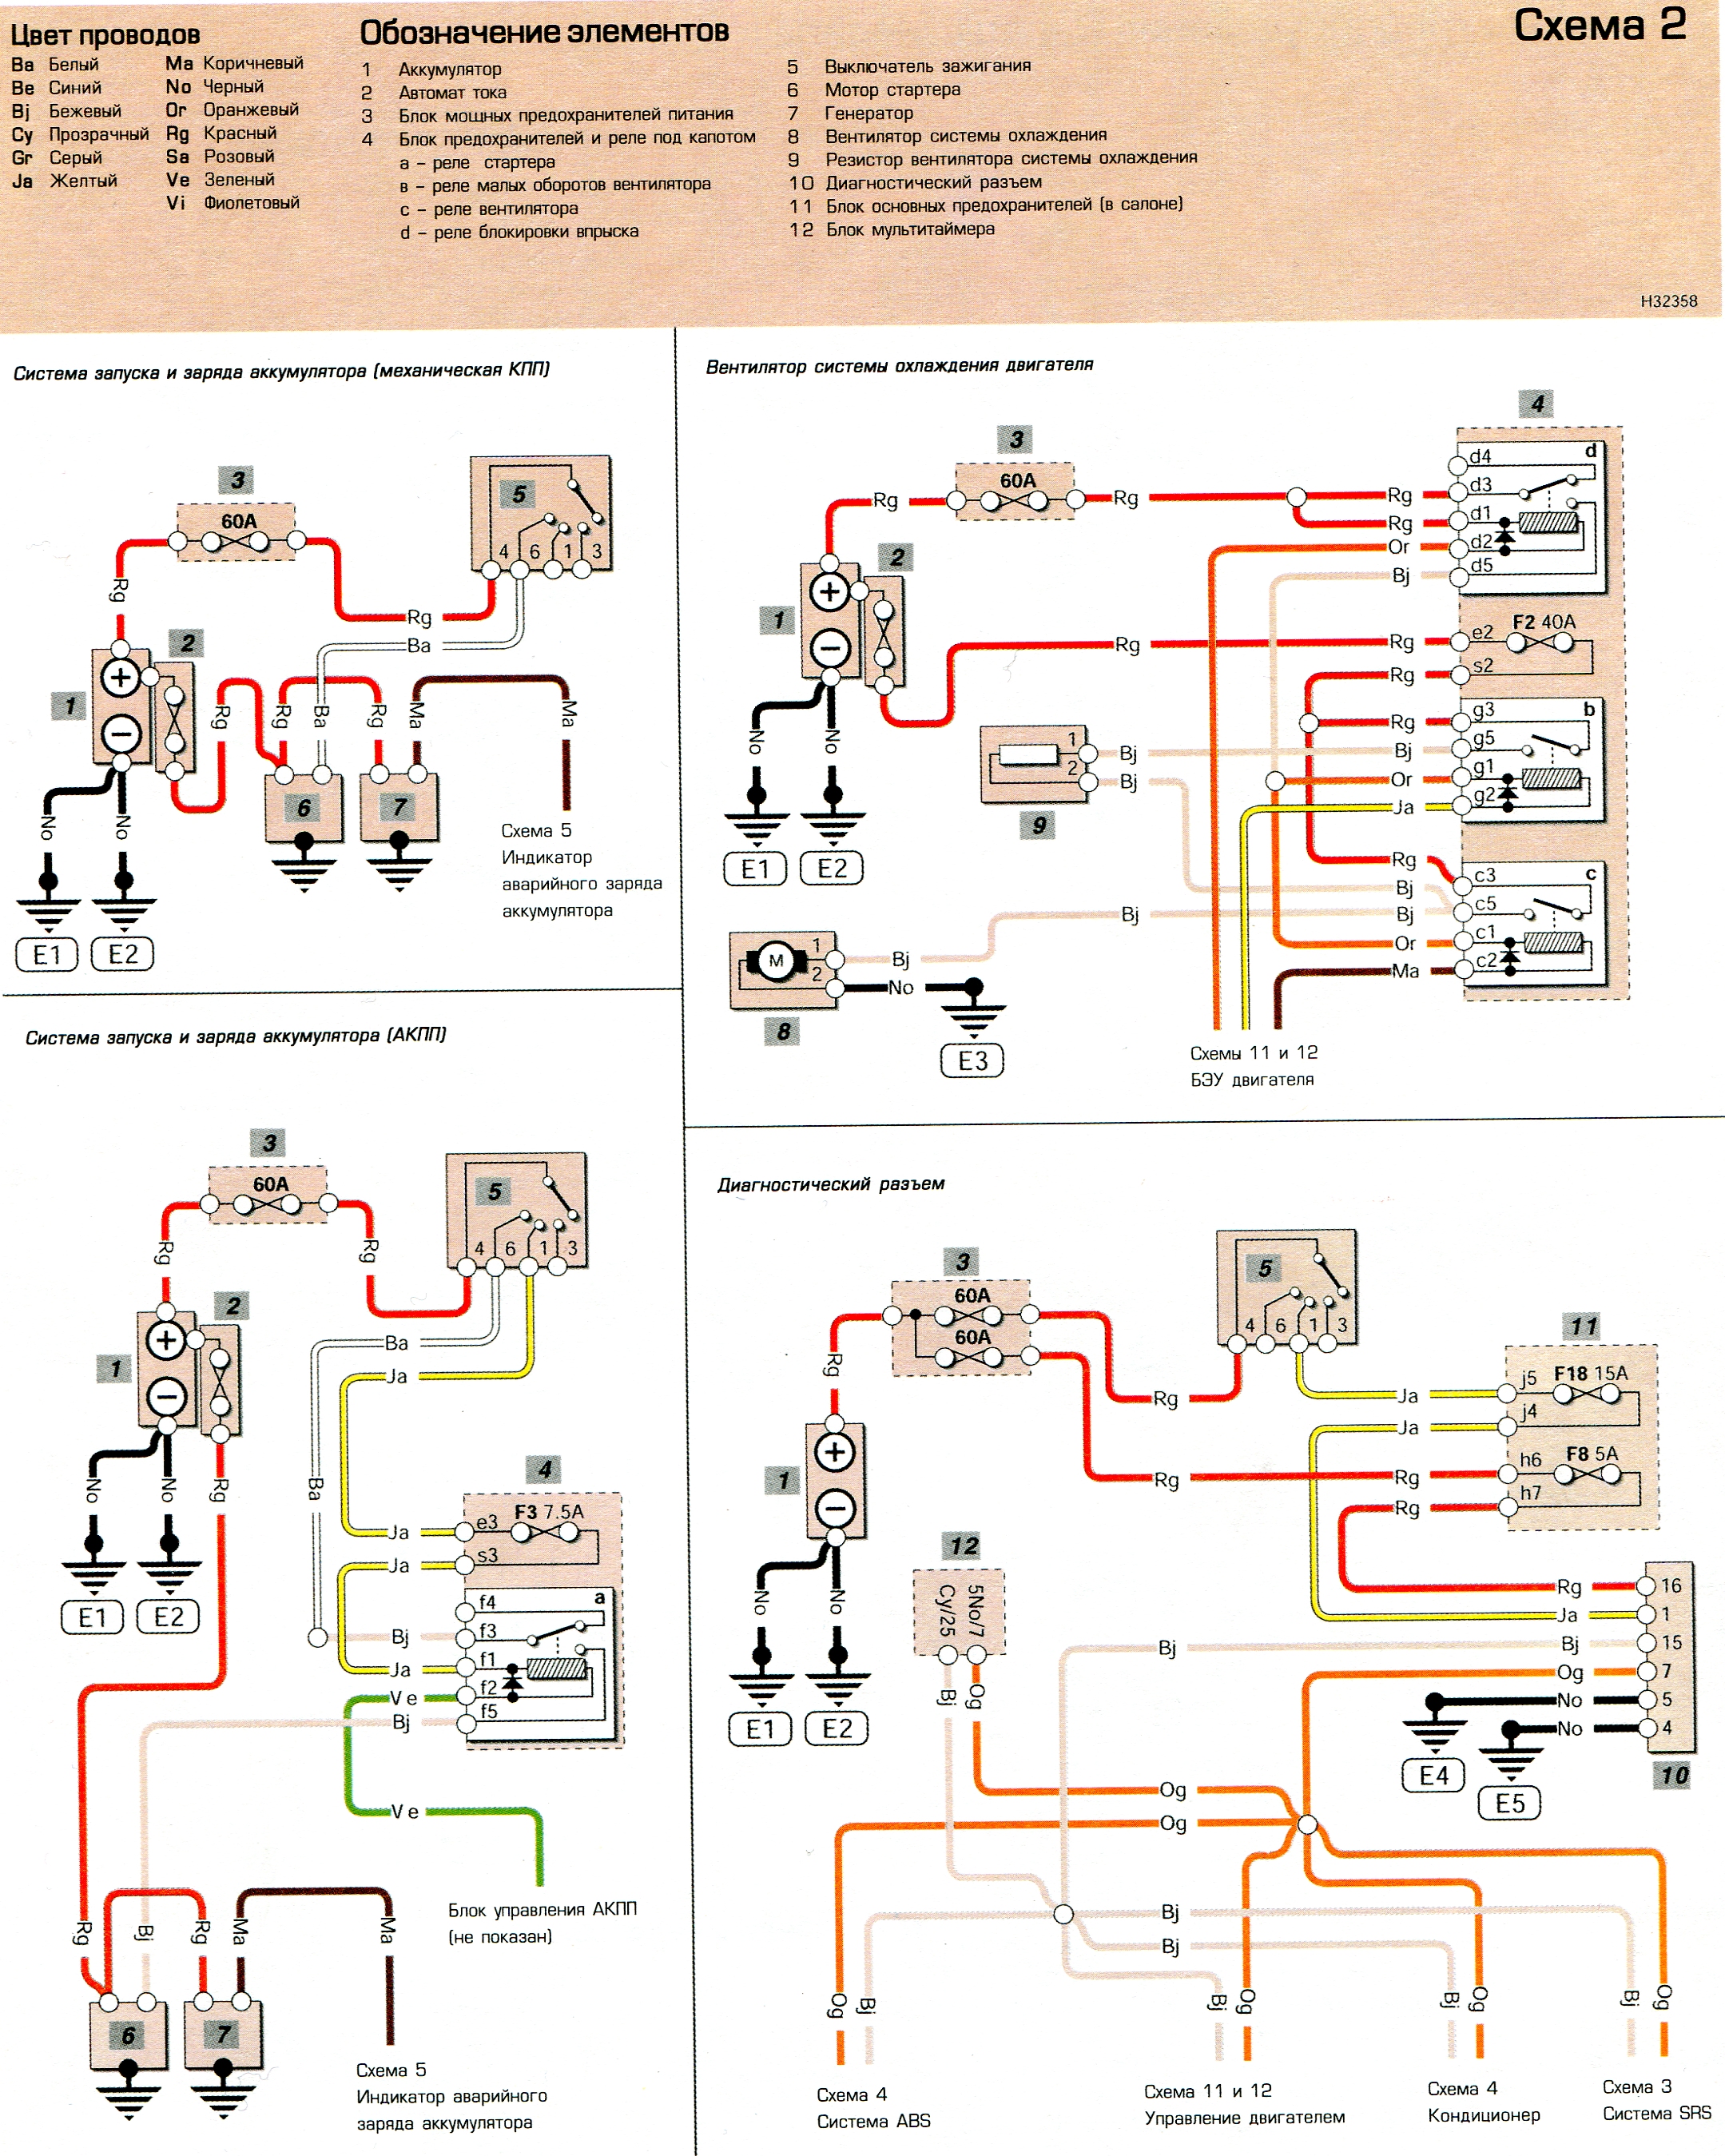 Схема 2
Цвет проводов
Ba Белый
Be Синий
Bj Бежевый
Cy Прозрачный
Gr Серый
Ja Желтый
Ma Коричневый
No Черный
Or Оранжевый
Rg Красный
Sa Розовый
Ve Зеленый
Vi Фиолетовый
Обозначение элементов
1 Аккумулятор
2 Автомат тока
3 Блок мощных предохранителей питания
4 Блок предохранителей и реле под капотом
а – реле стартера
в – реле малых оборотов вентилятора
с – реле вентилятора
d – реле блокировки впрыска
5 Выключатель зажигания
6 Мотор стартера
7 Генератор
8 Вентилятор системы охлаждения
9 Резистор вентилятора системы охлаждения
10 Диагностический разъем
11 Блок основных предохранителей (в салоне)
12 Блок мультитаймера
H32358
Система запуска и заряда аккумулятора (механическая КПП)
3
60A
5
4 6 1 3
Rg
Rg
Ba
2
1
Rg
Rg
Ba
Rg
Ma
Ma
No
No
6
7
E1
E2
Схема 5
Индикатор
аварийного заряда
аккумулятора
Вентилятор системы охлаждения двигателя
4
3
60A
Rg
Rg
Rg
d4
d
d3
Rg
d1
Or
d2
Bj
d5
2
1
F2 40A
Rg
Rg
e2
Rg
s2
b
Rg
g3
Bj
Bj
g5
Or
g1
Ja
g2
1
2
Bj
9
No
No
E1
E2
c
Rg
c3
Bj
c5
Bj
Bj
Or
c1
Ma
c2
M
1
2
Bj
No
8
E3
Схемы 11 и 12
БЭУ двигателя
Система запуска и заряда аккумулятора (АКПП)
3
60A
5
4 6 1 3
Rg
Rg
2
1
Ba
Ja
No
No
Rg
Ba
E1
E2
4
F3 7.5A
Ja
e3
Ja
s3
a
f4
Bj
f3
Ja
f1
Ve
f2
Bj
f5
Ve
Rg
Bj
Rg
Ma
Ma
6
7
Блок управления АКПП
(не показан)
Схема 5
Индикатор аварийного
заряда аккумулятора
Диагностический разъем
3
60A
60A
5
4 6 1 3
11
F18 15A
j5
j4
F8 5A
h6
h7
Rg
Rg
Ja
Ja
Rg
Rg
Rg
1
12
Cy/25
5No/7
No
No
E1
E2
Bj
Og
Rg
16
Ja
1
Bj
Bj
15
Og
7
No
5
No
4
10
E4
E5
Og
Og
Bj
Bj
Og
Bj
Bj
Og
Bj
Og
Bj
Og
Схема 4
Система ABS
Схема 11 и 12
Управление двигателем
Схема 4
Кондиционер
Схема 3
Система SRS